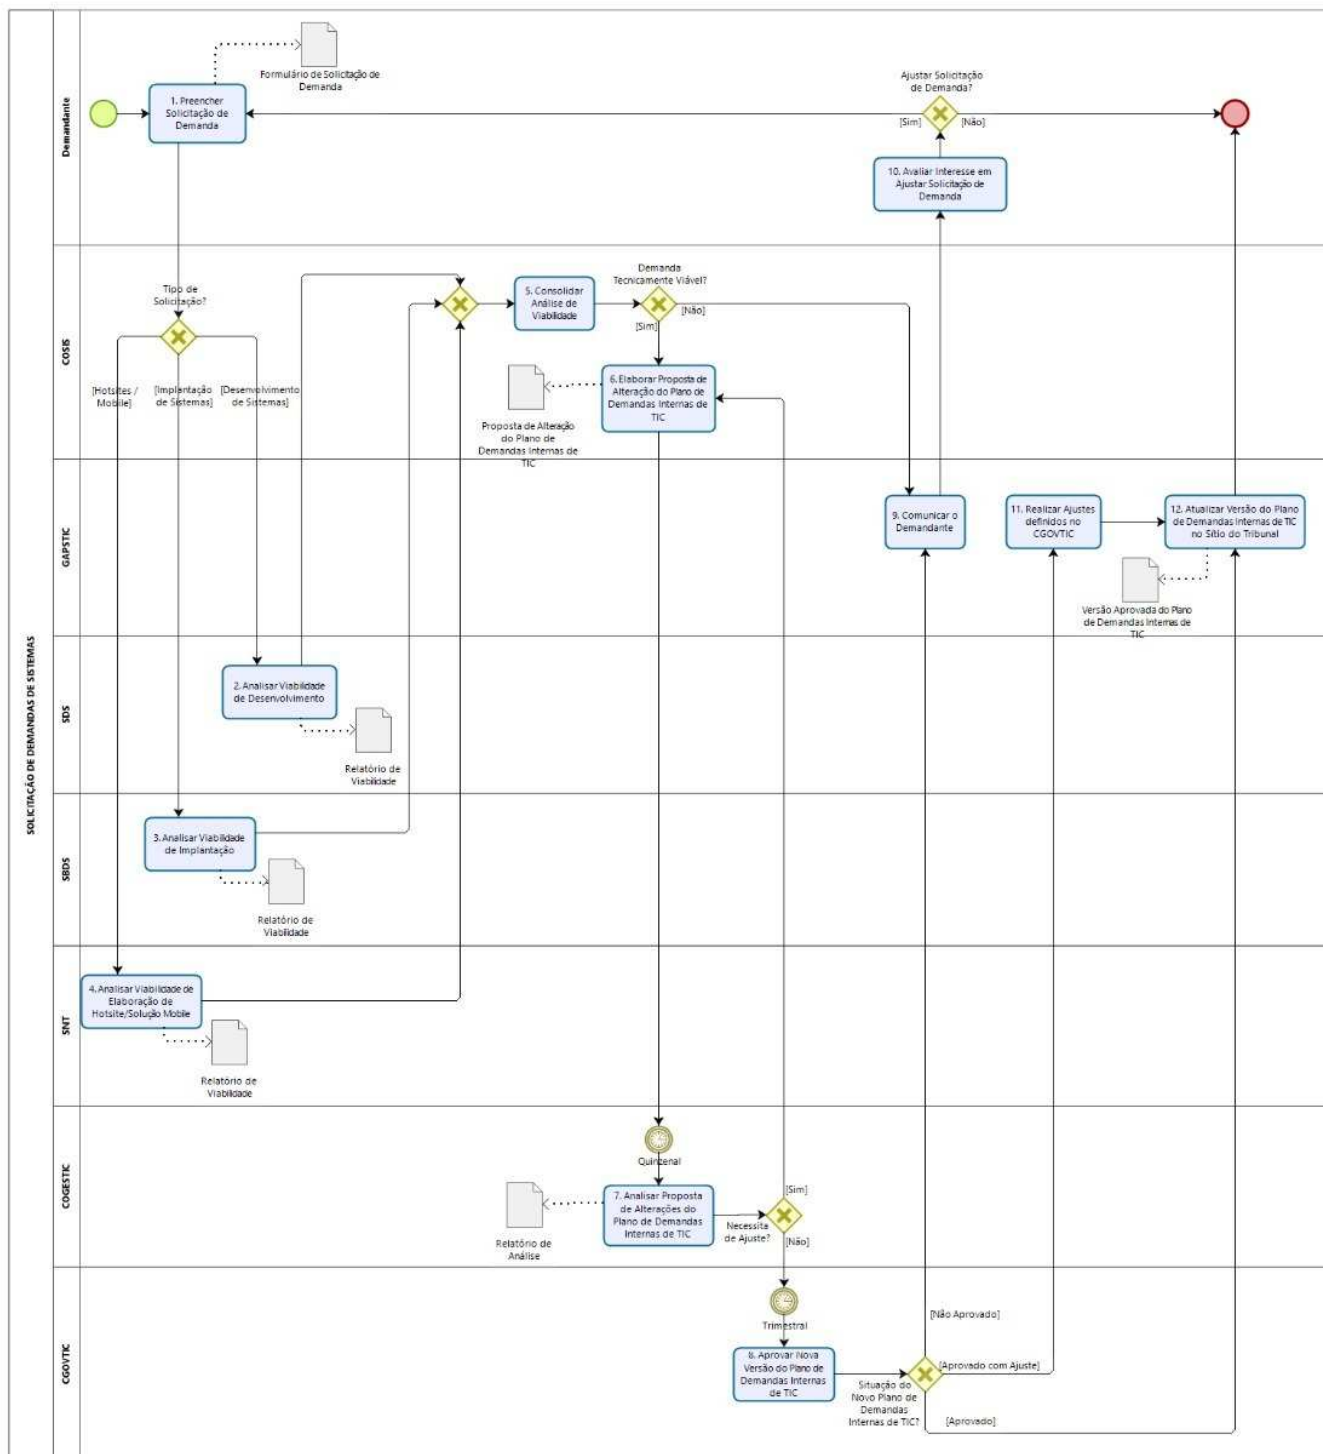 SOLICITAÇÃO DE DEMANDAS DE SISTEMAS
Demandante
Formulário de Solicitação de
Demanda
1. Preencher
Solicitação de
Demanda
Ajustar Solicitação
de Demanda?
[Sim]
[Não]
10. Avaliar Interesse em
Ajustar Solicitação de
Demanda
COSIS
Tipo de
Solicitação?
[Hotsites /
Mobile]
[Implantação
de Sistemas]
[Desenvolvimento
de Sistemas]
5. Consolidar
Análise de
Viabilidade
Demanda
Tecnicamente Viável?
[Não]
[Sim]
6. Elaborar Proposta de
Alteração do Plano de
Demandas Internas de
TIC
Proposta de Alteração
do Plano de
Demandas Internas de
TIC
GAPSTIC
9. Comunicar o
Demandante
11. Realizar Ajustes
definidos no
CGOVTIC
12. Atualizar Versão do Plano
de Demandas Internas de TIC
no Sítio do Tribunal
Versão Aprovada do Plano
de Demandas Internas de
TIC
SDS
2. Analisar Viabilidade
de Desenvolvimento
Relatório de
Viabilidade
SBDS
3. Analisar Viabilidade
de Implantação
Relatório de
Viabilidade
SNT
4. Analisar Viabilidade de
Elaboração de
Hotsite/Solução Mobile
Relatório de
Viabilidade
COGESTIC
Quinzenal
7. Analisar Proposta
de Alterações do
Plano de Demandas
Internas de TIC
Relatório de
Análise
Necessita
de Ajuste?
[Sim]
[Não]
CGOVTIC
Trimestral
8. Aprovar Nova
Versão do Plano de
Demandas Internas
de TIC
Situação do
Novo Plano de
Demandas
Internas de TIC?
[Não Aprovado]
[Aprovado com Ajuste]
[Aprovado]